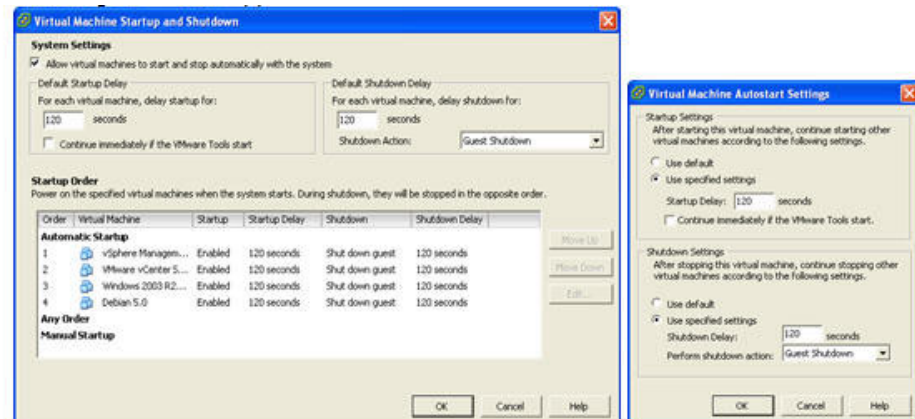 Virtual Machine Startup and Shutdown
System Settings
Allow virtual machines to start and stop automatically with the system
Default Startup Delay
For each virtual machine, delay startup for:
120 seconds
Continue immediately if the VMware Tools start
Default Shutdown Delay
For each virtual machine, delay shutdown for:
120 seconds
Shutdown Action: Guest Shutdown
Startup Order
Power on the specified virtual machines when the system starts. During shutdown, they will be stopped in the opposite order.
Order Virtual Machine Startup Startup Delay Shutdown Shutdown Delay
Automatic Startup
1 vSphere Managem... Enabled 120 seconds Shut down guest 120 seconds
2 VMware vCenter S... Enabled 120 seconds Shut down guest 120 seconds
3 Windows 2003 R2... Enabled 120 seconds Shut down guest 120 seconds
4 Debian 5.0 Enabled 120 seconds Shut down guest 120 seconds
Any Order
Manual Startup
Move Up
Move Down
Edit...
OK Cancel Help
Virtual Machine Autostart Settings
Startup Settings
After starting this virtual machine, continue starting other
virtual machines according to the following settings.
Use default
Use specified settings
Startup Delay: 120 seconds
Continue immediately if the VMware Tools start.
Shutdown Settings
After stopping this virtual machine, continue stopping other
virtual machines according to the following settings.
Use default
Use specified settings
Shutdown Delay: 120 seconds
Perform shutdown action: Guest Shutdown
OK Cancel Help